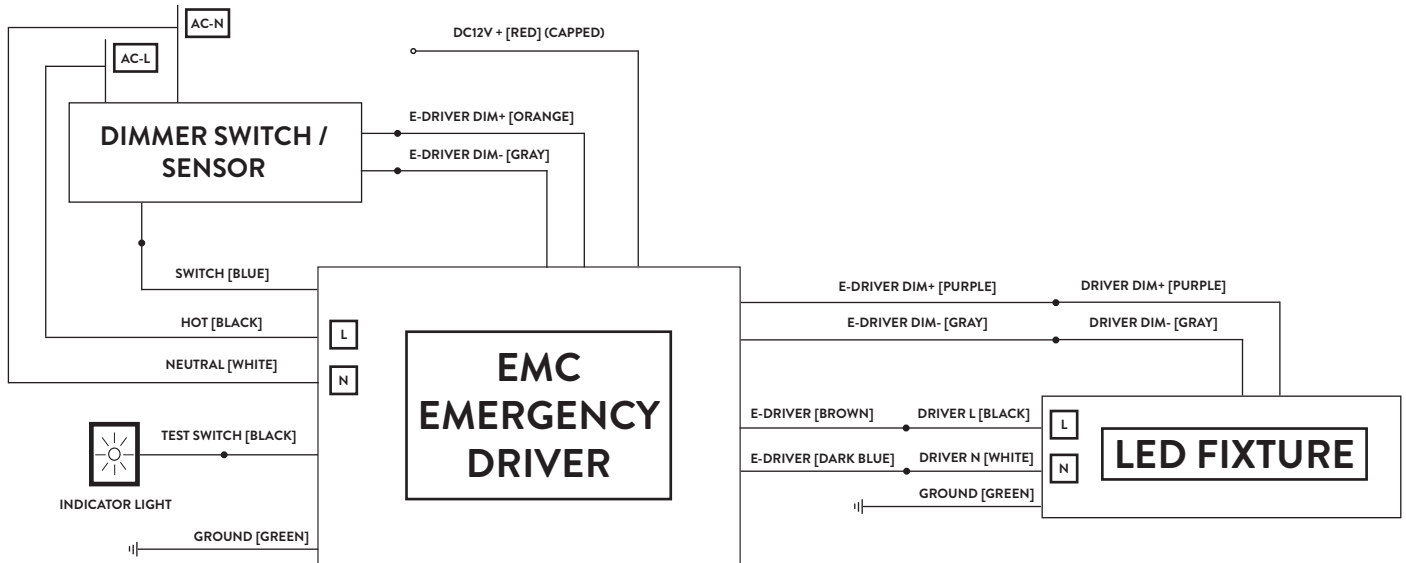 AC-N
DC12V + [RED] (CAPPED)
AC-L
DIMMER SWITCH /
SENSOR
E-DRIVER DIM+ [ORANGE]
E-DRIVER DIM- [GRAY]
SWITCH [BLUE]
HOT [BLACK]
L
NEUTRAL [WHITE]
N
TEST SWITCH [BLACK]
INDICATOR LIGHT
GROUND [GREEN]
EMC
EMERGENCY
DRIVER
E-DRIVER DIM+ [PURPLE]
DRIVER DIM+ [PURPLE]
E-DRIVER DIM- [GRAY]
DRIVER DIM- [GRAY]
E-DRIVER [BROWN]
DRIVER L [BLACK]
L
E-DRIVER [DARK BLUE]
DRIVER N [WHITE]
N
GROUND [GREEN]
LED FIXTURE